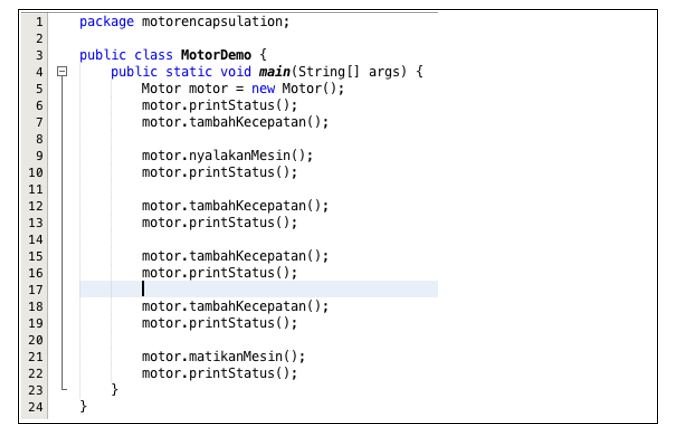 1 package motorencapsulation;
2
3 public class MotorDemo {
4 public static void main(String[] args) {
5 Motor motor = new Motor();
6 motor.printStatus();
7 motor.tambahKecepatan();
8
9 motor.nyalakanMesin();
10 motor.printStatus();
11
12 motor.tambahKecepatan();
13 motor.printStatus();
14
15 motor.tambahKecepatan();
16 motor.printStatus();
17
18 motor.tambahKecepatan();
19 motor.printStatus();
20
21 motor.matikanMesin();
22 motor.printStatus();
23 }
24 }